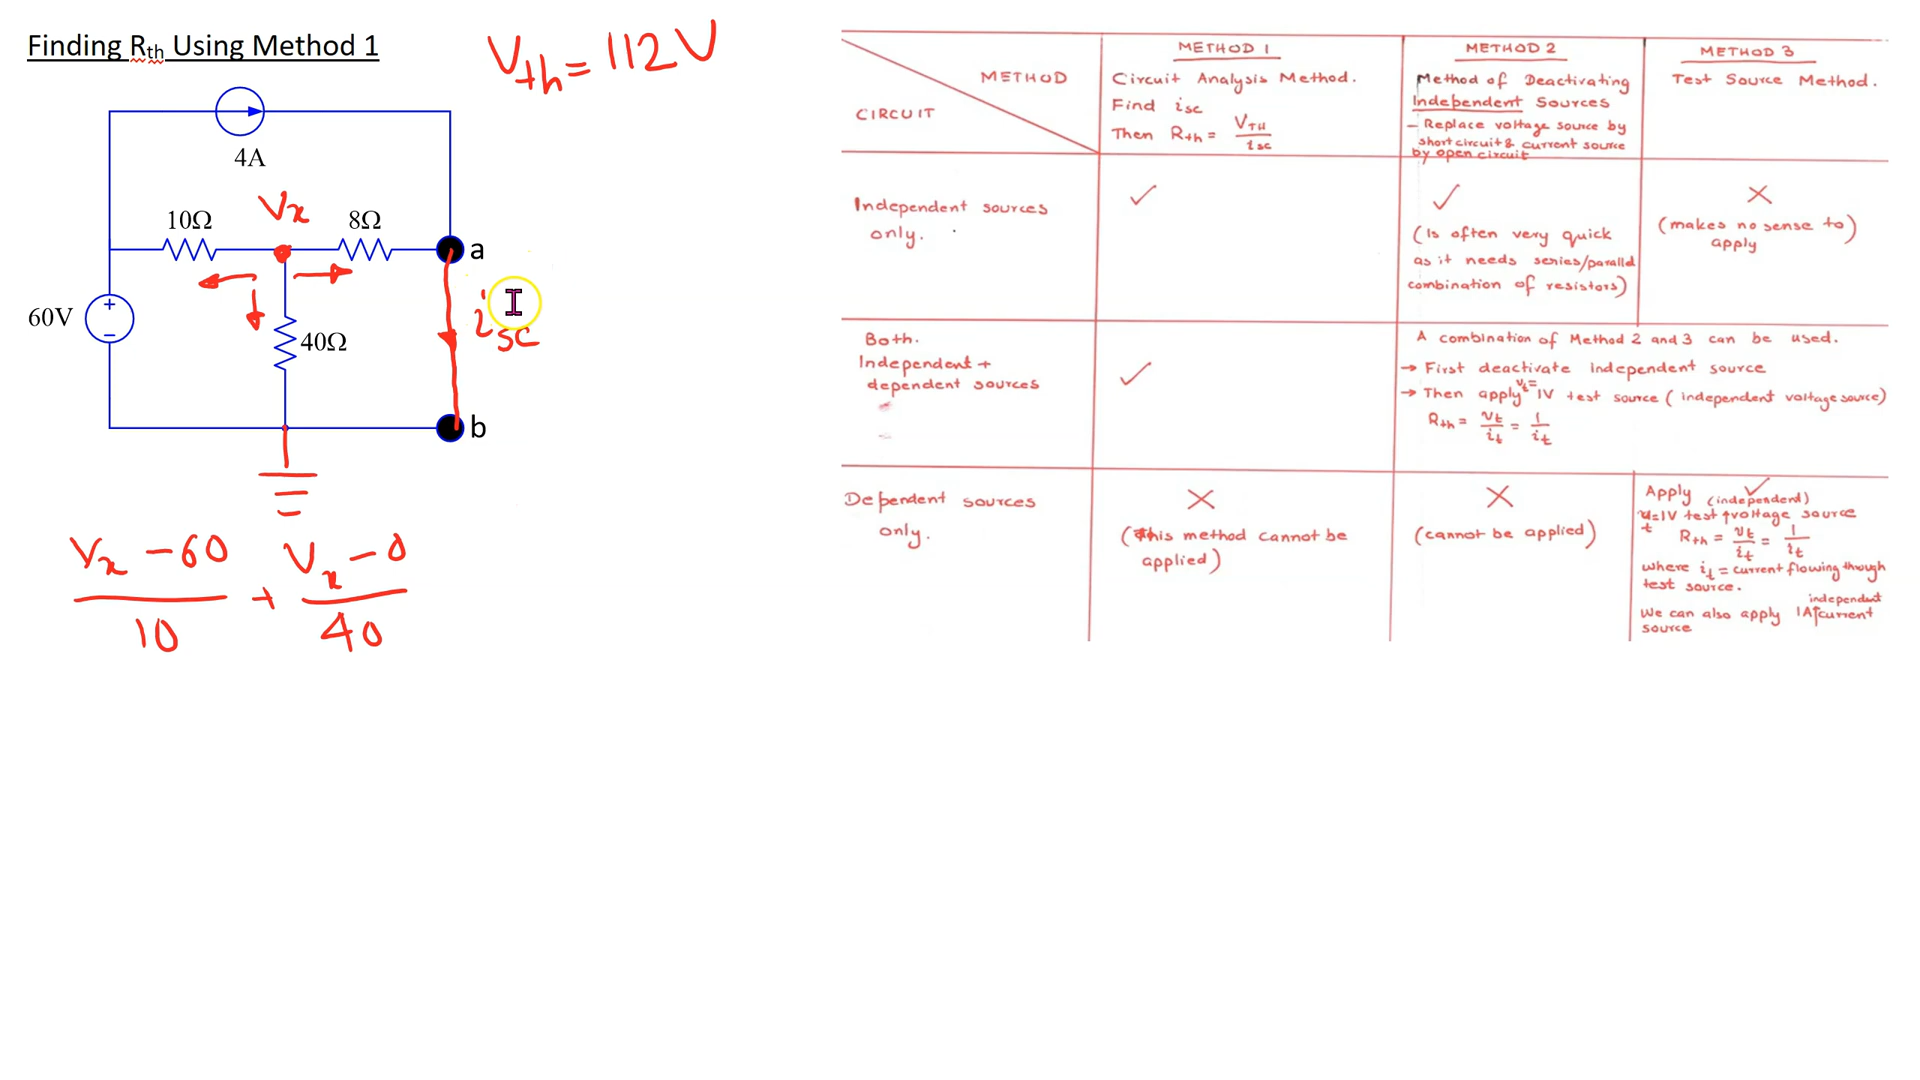 Finding Rth Using Method 1
Vth = 112V
4A
10Ω
Vx
8Ω
a
60V
+
−
40Ω
isc
b
Vx − 60 / 10 + Vx − 0 / 40
METHOD
CIRCUIT
METHOD 1
Circuit Analysis Method.
Find isc
Then Rth = VTH / isc
METHOD 2
Method of Deactivating
Independent Sources
– Replace voltage source by
short circuit & current source
by open circuit
METHOD 3
Test Source Method.
Independent sources
only.
✓
✓
(Is often very quick
as it needs series/parallel
combination of resistors)
✗
(makes no sense to
apply)
Both.
Independent +
dependent sources
✓
A combination of Method 2 and 3 can be used.
→ First deactivate independent source
→ Then apply vt= 1V test source (independent voltage source)
Rth = vt / it = 1 / it
Dependent sources
only.
✗
(This method cannot be
applied)
✗
(cannot be applied)
✓
Apply (independent)
vt=1V test ↑voltage source
Rth = vt / it = 1 / it
where it = current flowing through
test source.
independent
We can also apply 1A↑current
source